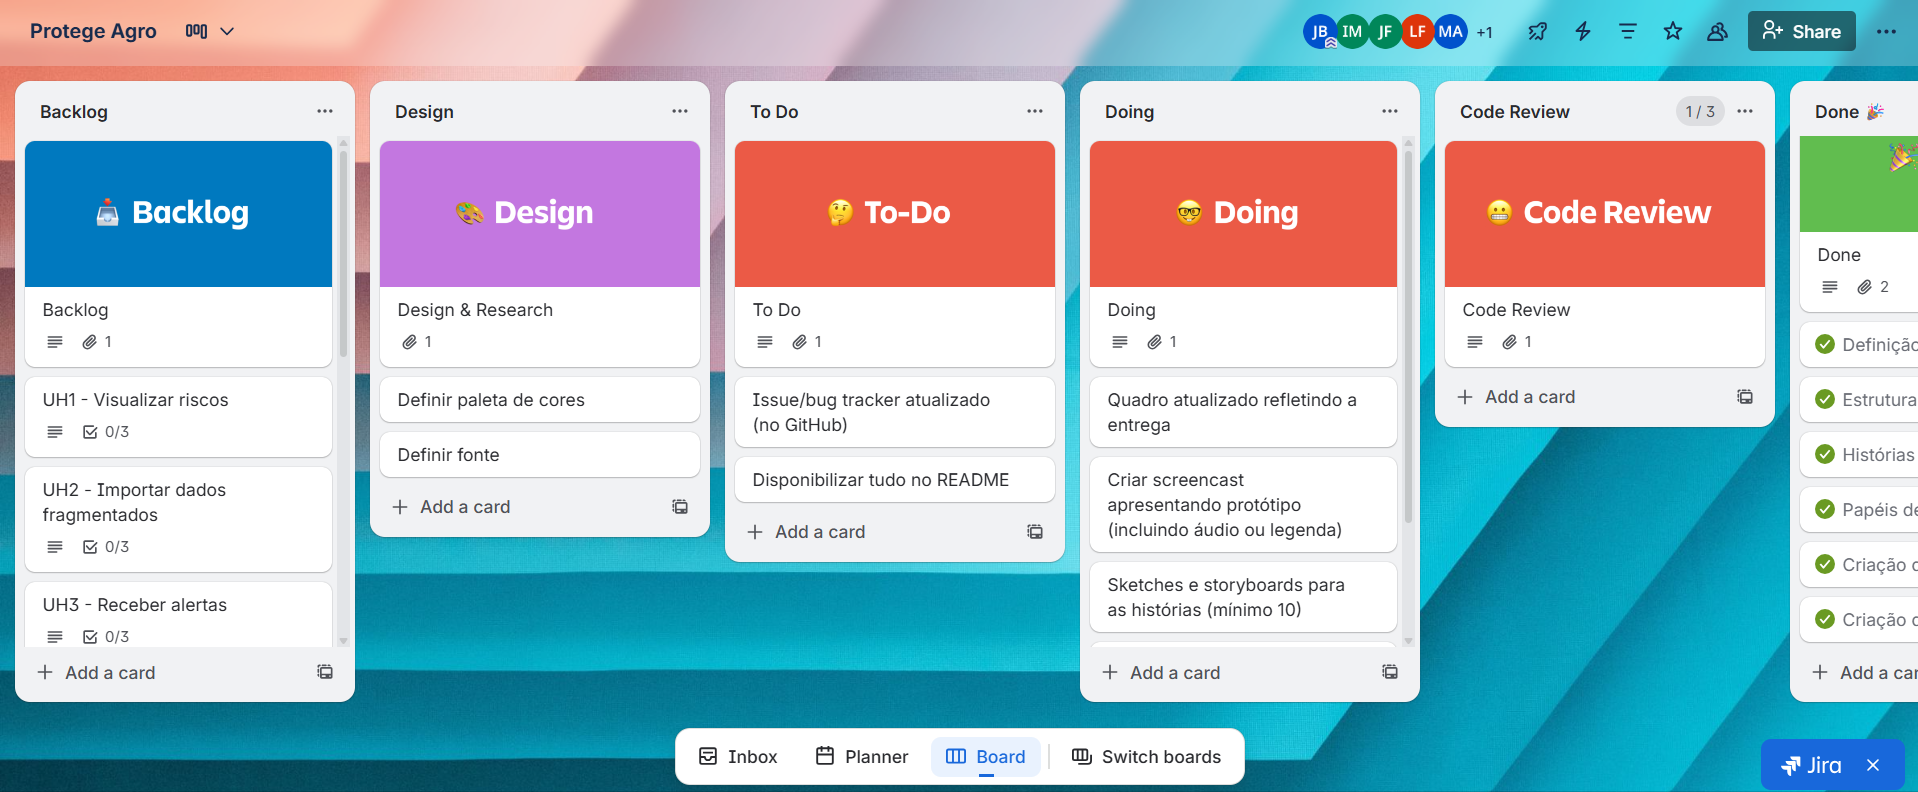 Protege Agro
JB IM JF LF MA +1
Share
Backlog
Backlog
Backlog
1
UH1 - Visualizar riscos
0/3
UH2 - Importar dados
fragmentados
0/3
UH3 - Receber alertas
0/3
Add a card
Design
Design
Design & Research
1
Definir paleta de cores
Definir fonte
Add a card
To Do
To-Do
To Do
1
Issue/bug tracker atualizado
(no GitHub)
Disponibilizar tudo no README
Add a card
Doing
Doing
Doing
1
Quadro atualizado refletindo a
entrega
Criar screencast
apresentando protótipo
(incluindo áudio ou legenda)
Sketches e storyboards para
as histórias (mínimo 10)
Add a card
Code Review 1 / 3
Code Review
Code Review
1
Add a card
Done
Done
2
Definição
Estrutura
Histórias
Papéis de
Criação
Criação
Add a
Inbox
Planner
Board
Switch boards
Jira